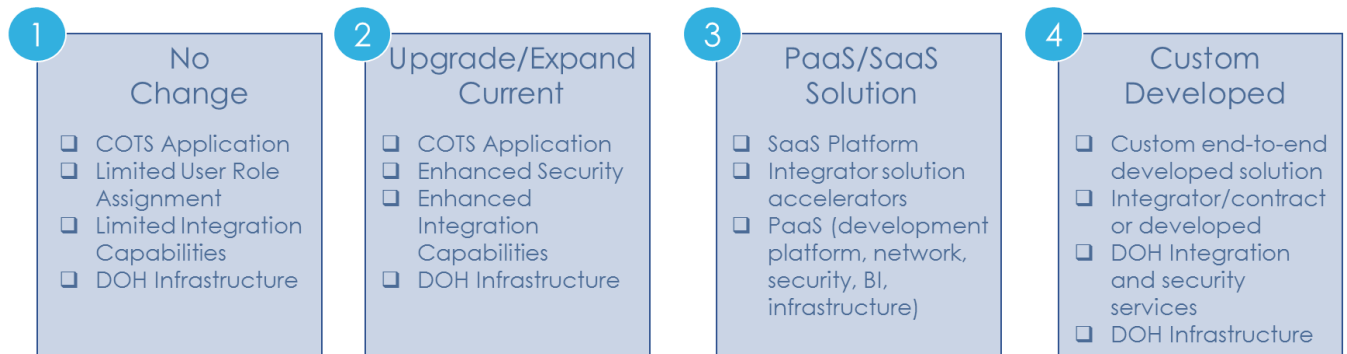 1
No
Change
❑ COTS Application
❑ Limited User Role
Assignment
❑ Limited Integration
Capabilities
❑ DOH Infrastructure
2
Upgrade/Expand
Current
❑ COTS Application
❑ Enhanced Security
❑ Enhanced
Integration
Capabilities
❑ DOH Infrastructure
3
PaaS/SaaS
Solution
❑ SaaS Platform
❑ Integrator solution
accelerators
❑ PaaS (development
platform, network,
security, BI,
infrastructure)
4
Custom
Developed
❑ Custom end-to-end
developed solution
❑ Integrator/contract
or developed
❑ DOH Integration
and security
services
❑ DOH Infrastructure